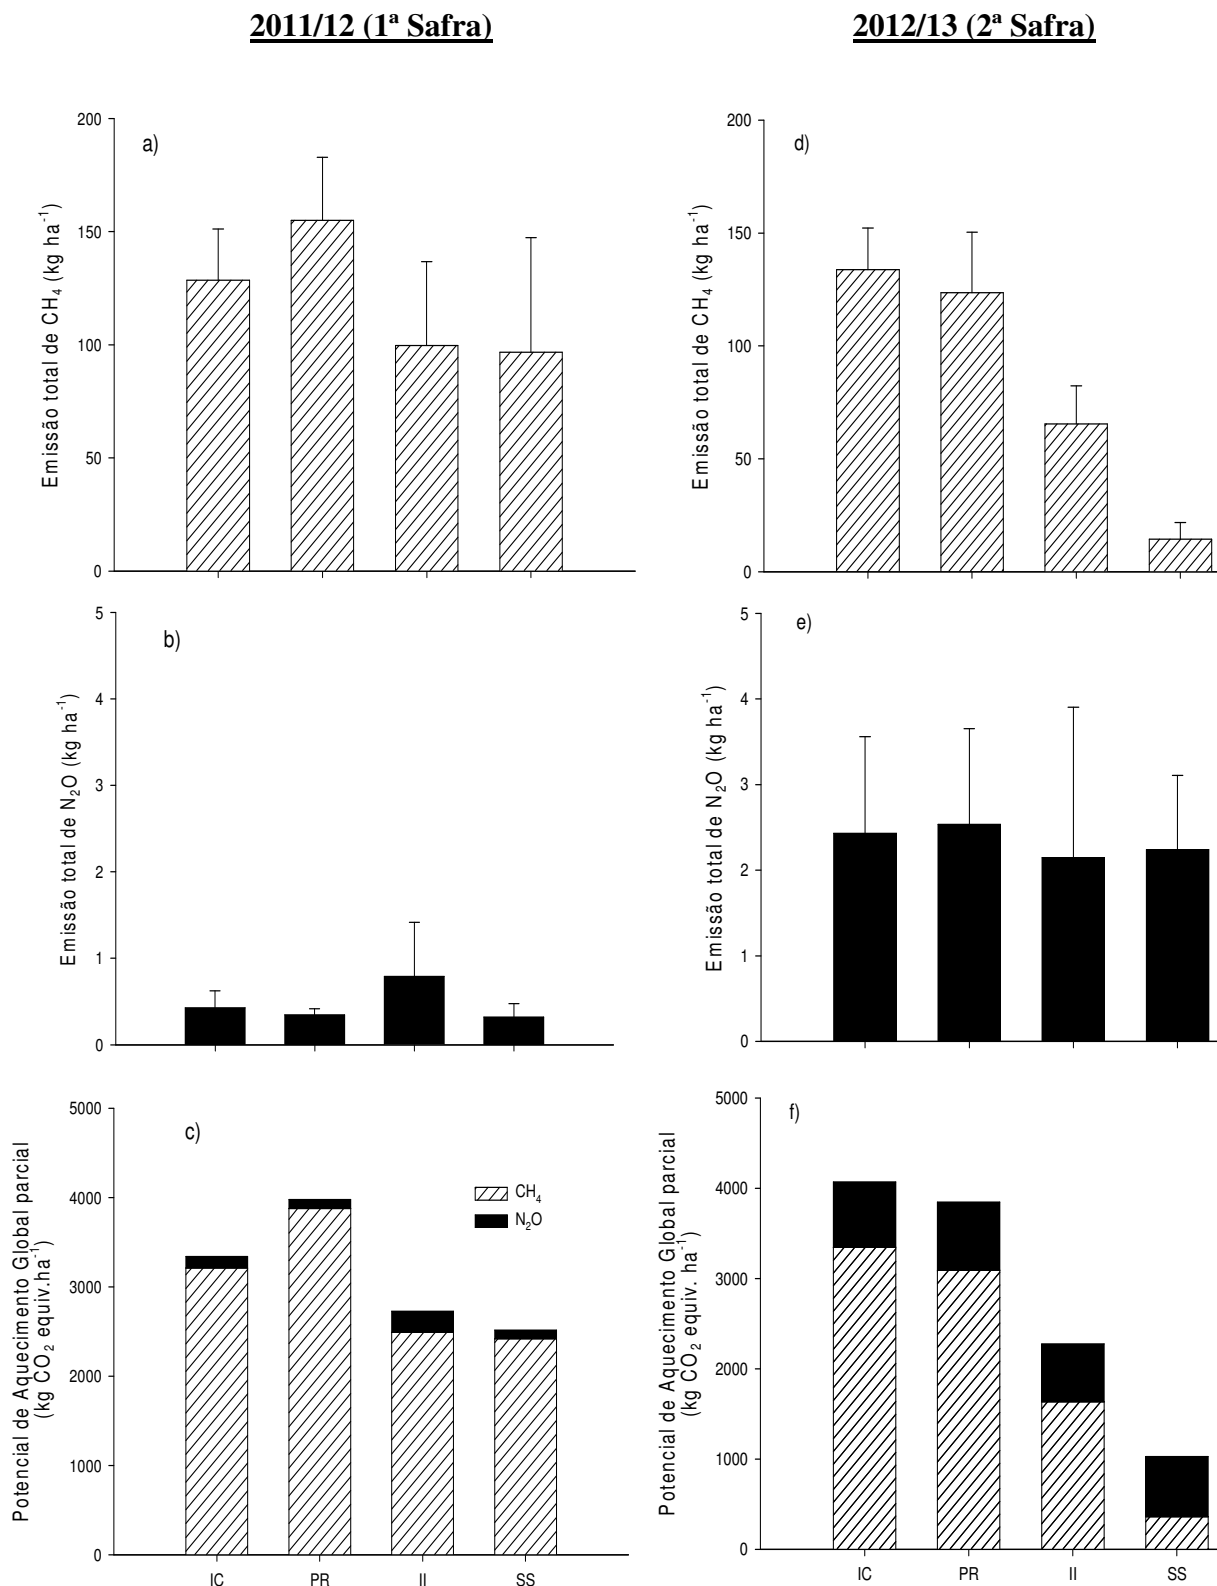 2011/12 (1ª Safra)
2012/13 (2ª Safra)
a)
Emissão total de CH₄ (kg ha⁻¹)
200
150
100
50
0
d)
Emissão total de CH₄ (kg ha⁻¹)
200
150
100
50
0
b)
Emissão total de N₂O (kg ha⁻¹)
5
4
3
2
1
0
e)
Emissão total de N₂O (kg ha⁻¹)
5
4
3
2
1
0
c)
Potencial de Aquecimento Global parcial
(kg CO₂ equiv.ha⁻¹)
5000
4000
3000
2000
1000
0
CH₄
N₂O
IC PR II SS
f)
Potencial de Aquecimento Global parcial
(kg CO₂ equiv. ha⁻¹)
5000
4000
3000
2000
1000
0
IC PR II SS